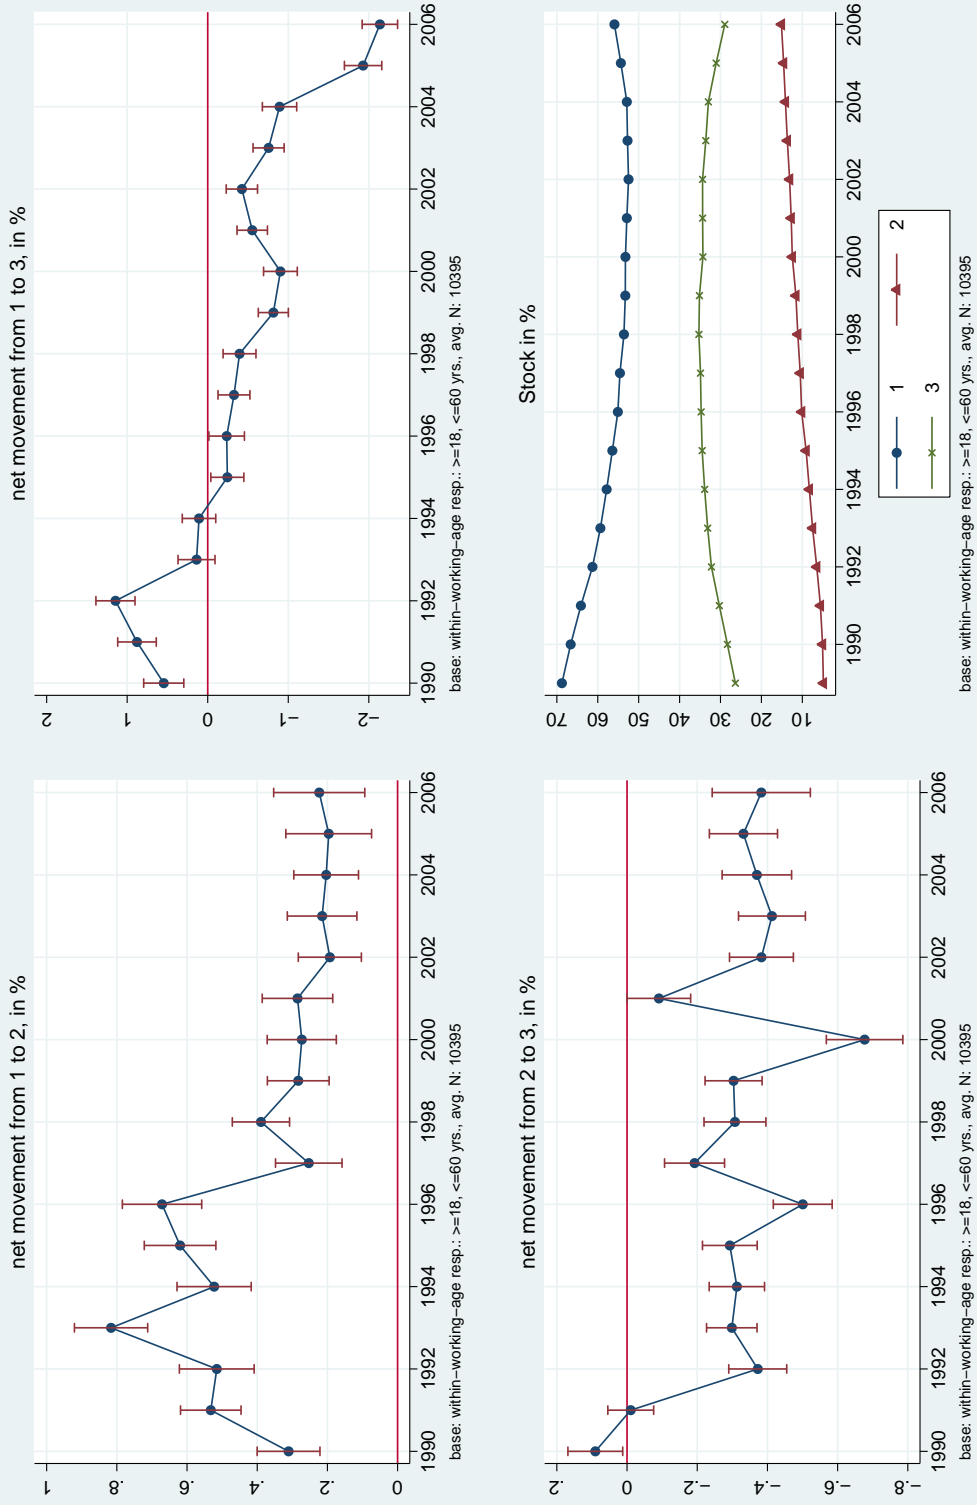 net movement from 1 to 2, in %
1
.8
.6
.4
.2
0
1990 1992 1994 1996 1998 2000 2002 2004 2006
base: within−working−age resp.: >=18, <=60 yrs., avg. N: 10395
net movement from 1 to 3, in %
2
1
0
−1
−2
1990 1992 1994 1996 1998 2000 2002 2004 2006
base: within−working−age resp.: >=18, <=60 yrs., avg. N: 10395
net movement from 2 to 3, in %
.2
0
−.2
−.4
−.6
−.8
1990 1992 1994 1996 1998 2000 2002 2004 2006
base: within−working−age resp.: >=18, <=60 yrs., avg. N: 10395
Stock in %
70
60
50
40
30
20
10
1990 1992 1994 1996 1998 2000 2002 2004 2006
1 2
3
base: within−working−age resp.: >=18, <=60 yrs., avg. N: 10395